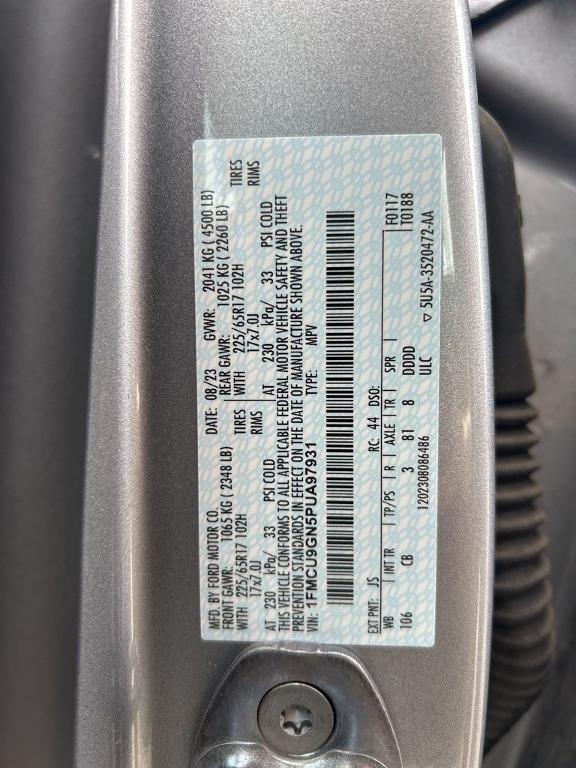 MFD. BY FORD MOTOR CO. DATE: 08/23 GVWR: 2041 KG ( 4500 LB)
FRONT GAWR: 1065 KG ( 2348 LB) REAR GAWR: 1025 KG ( 2260 LB)
WITH 225/65R17 102H TIRES WITH 225/65R17 102H TIRES
17x7.0J RIMS 17x7.0J RIMS
AT 230 kPa/ 33 PSI COLD AT 230 kPa/ 33 PSI COLD
THIS VEHICLE CONFORMS TO ALL APPLICABLE FEDERAL MOTOR VEHICLE SAFETY AND THEFT
PREVENTION STANDARDS IN EFFECT ON THE DATE OF MANUFACTURE SHOWN ABOVE.
VIN: 1FMCU9GN5PUA97931 TYPE: MPV
EXT PNT: JS RC: 44 DSO:
WB INT TR TP/PS R AXLE TR SPR F0117
106 CB 3 81 8 DDDD T0188
1202308086486 ULC ▽ 5U5A-3520472-AA